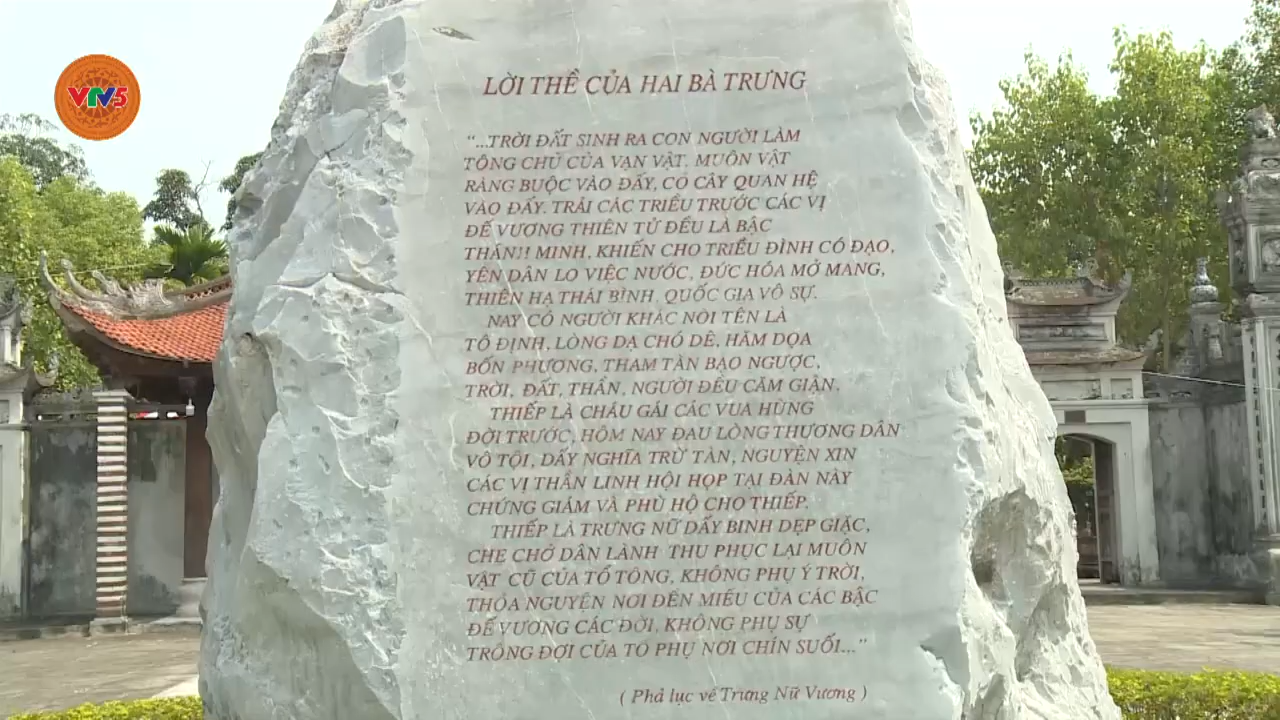 VTV5
LỜI THỀ CỦA HAI BÀ TRƯNG
“...TRỜI ĐẤT SINH RA CON NGƯỜI LÀM
TÔNG CHỦ CỦA VẠN VẬT, MUÔN VẬT
RÀNG BUỘC VÀO ĐẤY, CỎ CÂY QUAN HỆ
VÀO ĐẤY. TRẢI CÁC TRIỀU TRƯỚC CÁC VỊ
ĐẾ VƯƠNG THIÊN TỬ ĐỀU LÀ BẬC
THÁNH MINH, KHIẾN CHO TRIỀU ĐÌNH CÓ ĐẠO,
YÊN DÂN LO VIỆC NƯỚC, ĐỨC HÓA MỞ MANG,
THIÊN HẠ THÁI BÌNH, QUỐC GIA VÔ SỰ.
NAY CÓ NGƯỜI KHÁC NÒI TÊN LÀ
TÔ ĐỊNH, LÒNG DẠ CHÓ DÊ, HĂM DỌA
BỐN PHƯƠNG, THAM TÀN BẠO NGƯỢC,
TRỜI, ĐẤT, THẦN, NGƯỜI ĐỀU CĂM GIẬN,
THIẾP LÀ CHÁU GÁI CÁC VUA HÙNG
ĐỜI TRƯỚC, HÔM NAY ĐAU LÒNG THƯƠNG DÂN
VÔ TỘI, DẤY NGHĨA TRỪ TÀN, NGUYỆN XIN
CÁC VỊ THẦN LINH HỘI HỌP TẠI ĐÀN NÀY
CHỨNG GIÁM VÀ PHÙ HỘ CHO THIẾP.
THIẾP LÀ TRƯNG NỮ DẤY BINH DẸP GIẶC,
CHE CHỞ DÂN LÀNH THU PHỤC LẠI MUÔN
VẬT CŨ CỦA TỔ TÔNG, KHÔNG PHỤ Ý TRỜI,
THỎA NGUYỆN NƠI ĐỀN MIẾU CỦA CÁC BẬC
ĐẾ VƯƠNG CÁC ĐỜI, KHÔNG PHỤ SỰ
TRÔNG ĐỢI CỦA TỔ PHỤ NƠI CHÍN SUỐI...”
( Phả lục về Trưng Nữ Vương )